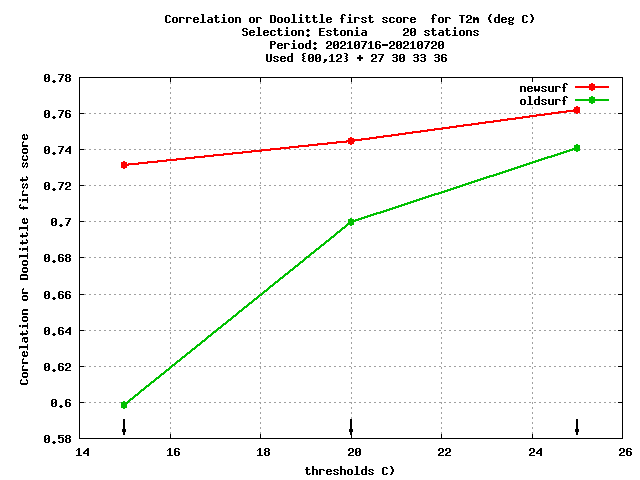 Correlation or Doolittle first score  for T2m (deg C)
Selection: Estonia     20 stations
Period: 20210716-20210720
Used {00,12} + 27 30 33 36
newsurf
oldsurf
Correlation or Doolittle first score
0.78
0.76
0.74
0.72
0.7
0.68
0.66
0.64
0.62
0.6
0.58
14 16 18 20 22 24 26
thresholds C)